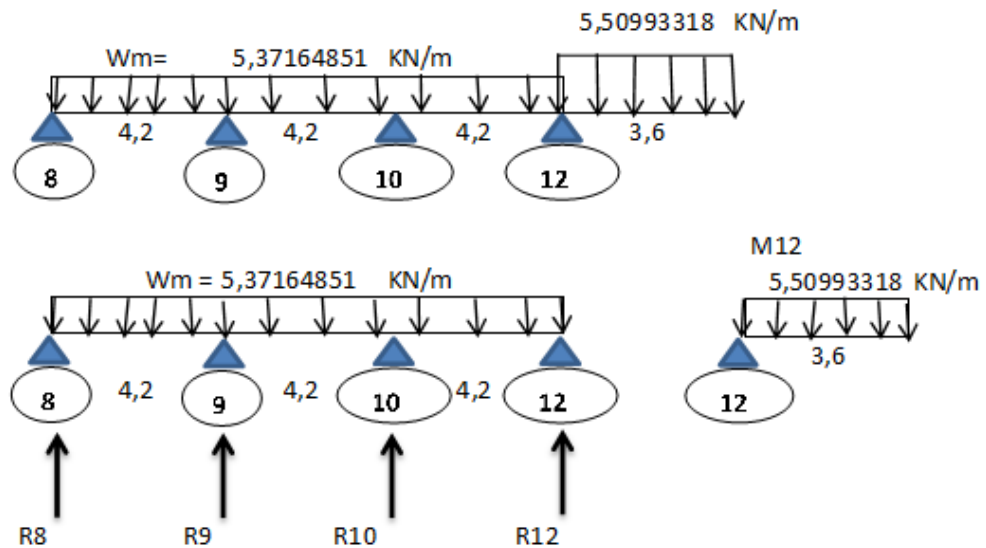 5,50993318 KN/m
Wm= 5,37164851 KN/m
4,2 4,2 4,2 3,6
8 9 10 12
M12
Wm = 5,37164851 KN/m 5,50993318 KN/m
3,6
4,2 4,2 4,2
8 9 10 12 12
R8 R9 R10 R12